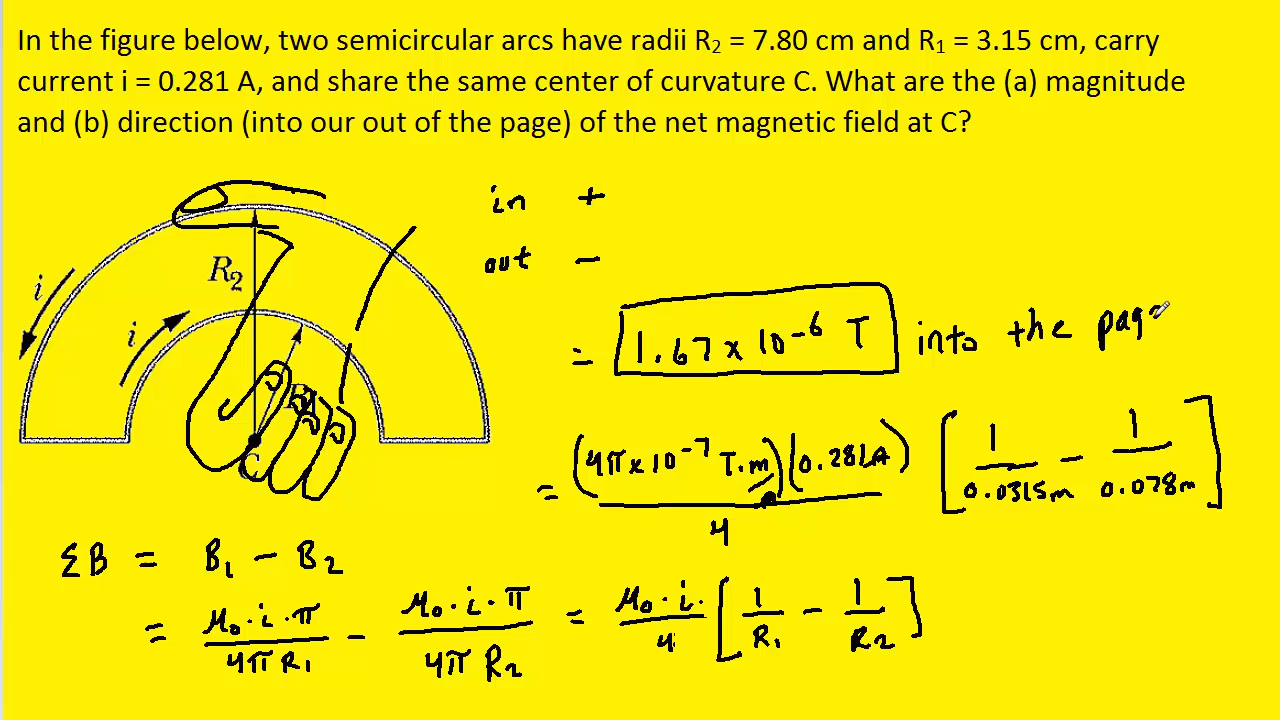 In the figure below, two semicircular arcs have radii R₂ = 7.80 cm and R₁ = 3.15 cm, carry
current i = 0.281 A, and share the same center of curvature C. What are the (a) magnitude
and (b) direction (into our out of the page) of the net magnetic field at C?
in +
out −
R₂
i
i
C
= 1.67 x 10⁻⁶ T into the page
= (4π x 10⁻⁷ T·m)(0.281A) / 4 [1/0.0315m − 1/0.078m]
ΣB = B₁ − B₂
= μ₀·i·π / 4πR₁ − μ₀·i·π / 4πR₂ = μ₀·i· / 4 [1/R₁ − 1/R₂]